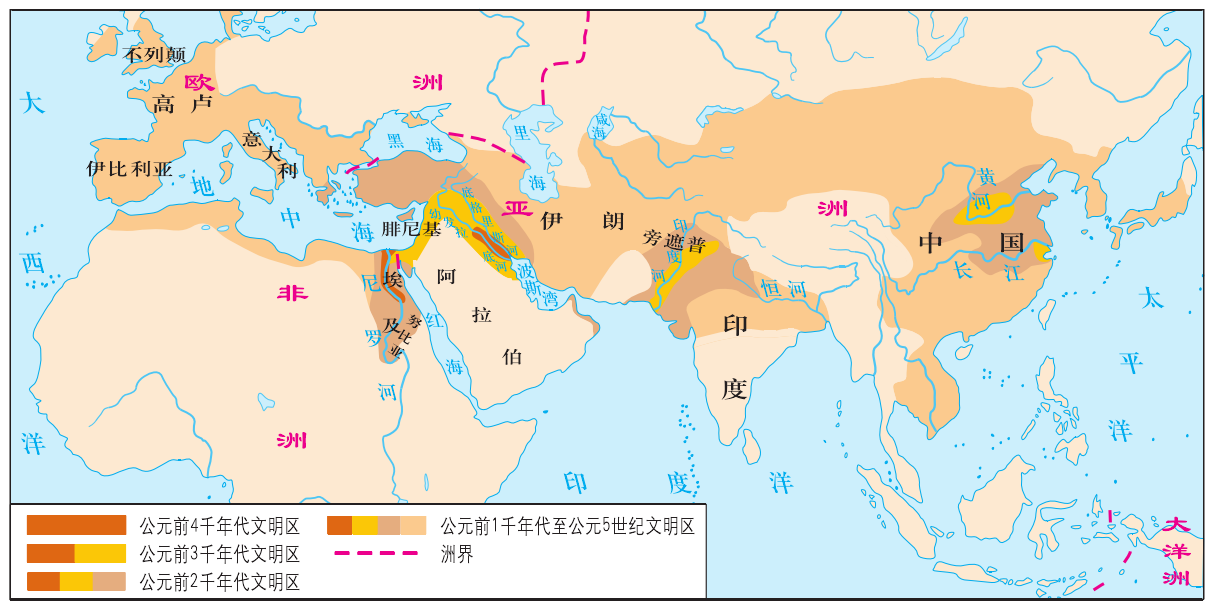 不列颠
欧洲
高卢
大西洋
伊比利亚
意大利
地中海
黑海
里海
咸海
亚洲
伊朗
腓尼基
幼发拉底河
底格里斯河
波斯湾
阿拉伯
旁遮普
印度河
恒河
印度
中国
黄河
长江
太平洋
非洲
尼罗河
埃及
努比亚
红海
印度洋
大洋洲
公元前4千年代文明区
公元前3千年代文明区
公元前2千年代文明区
公元前1千年代至公元5世纪文明区
洲界